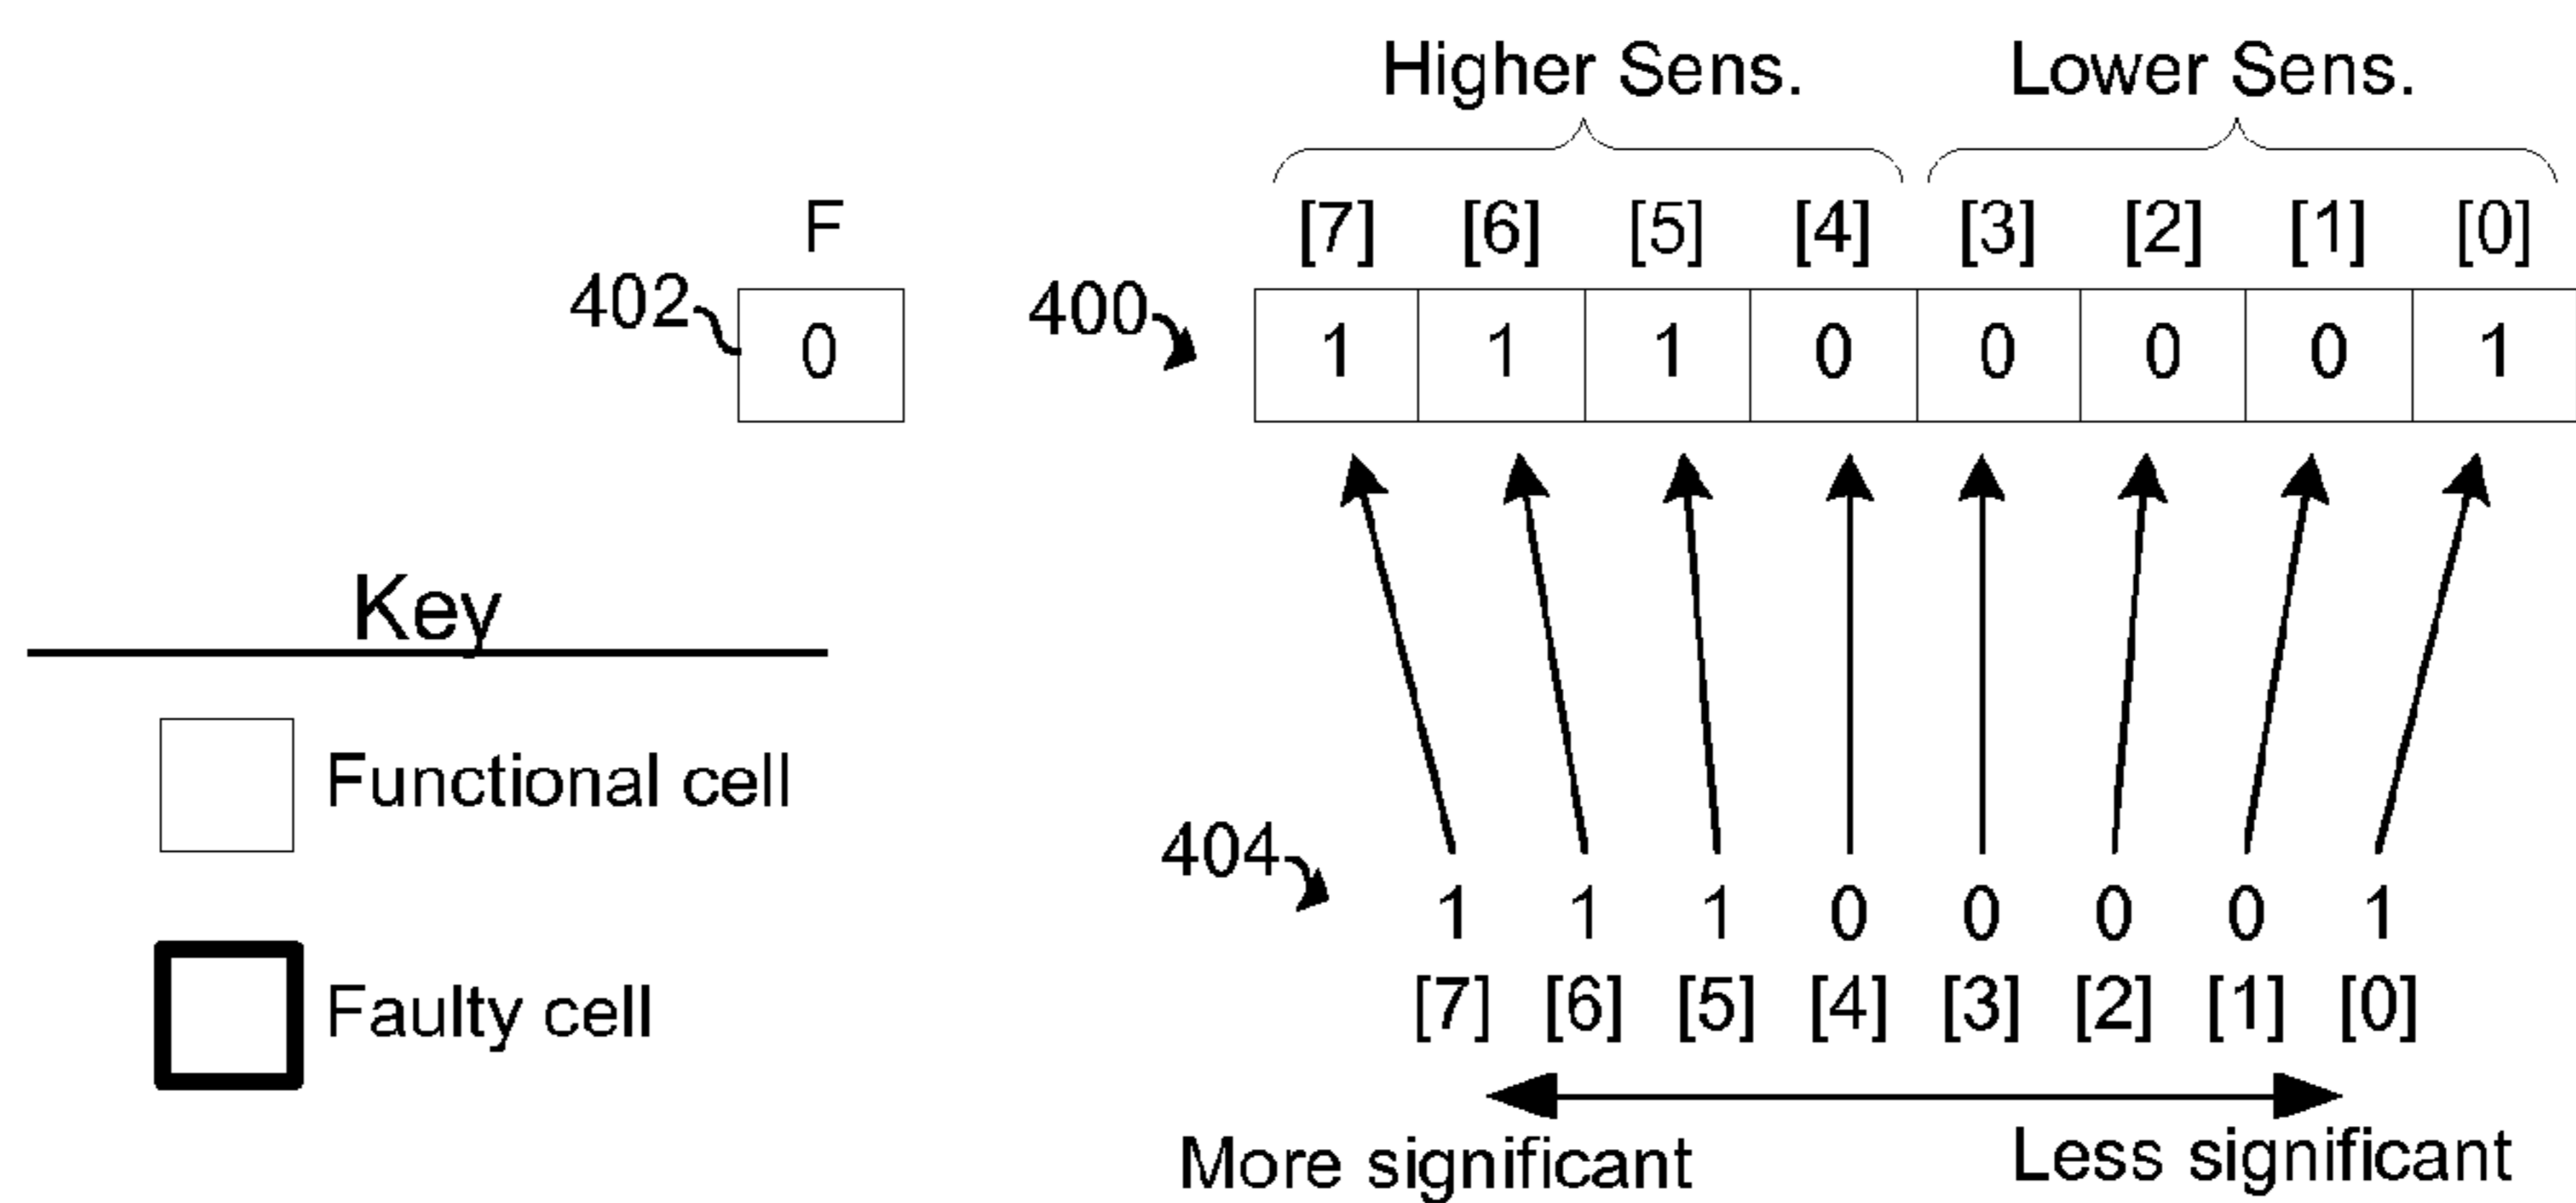 Higher Sens. Lower Sens.
F [7] [6] [5] [4] [3] [2] [1] [0]
402 0 400 1 1 1 0 0 0 0 1
Key
Functional cell
404
1 1 1 0 0 0 0 1
Faulty cell [7] [6] [5] [4] [3] [2] [1] [0]
More significant Less significant